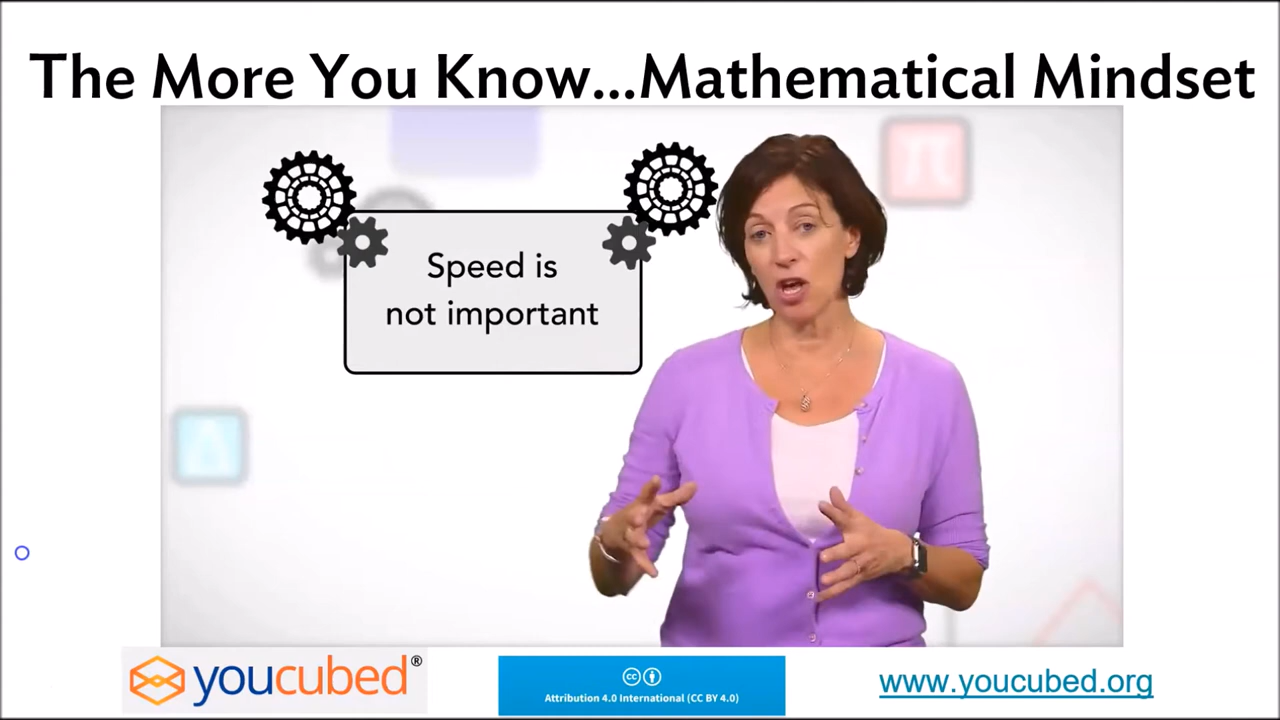 The More You Know...Mathematical Mindset
π
Speed is
not important
youcubed®
cc
Attribution 4.0 International (CC BY 4.0)
www.youcubed.org